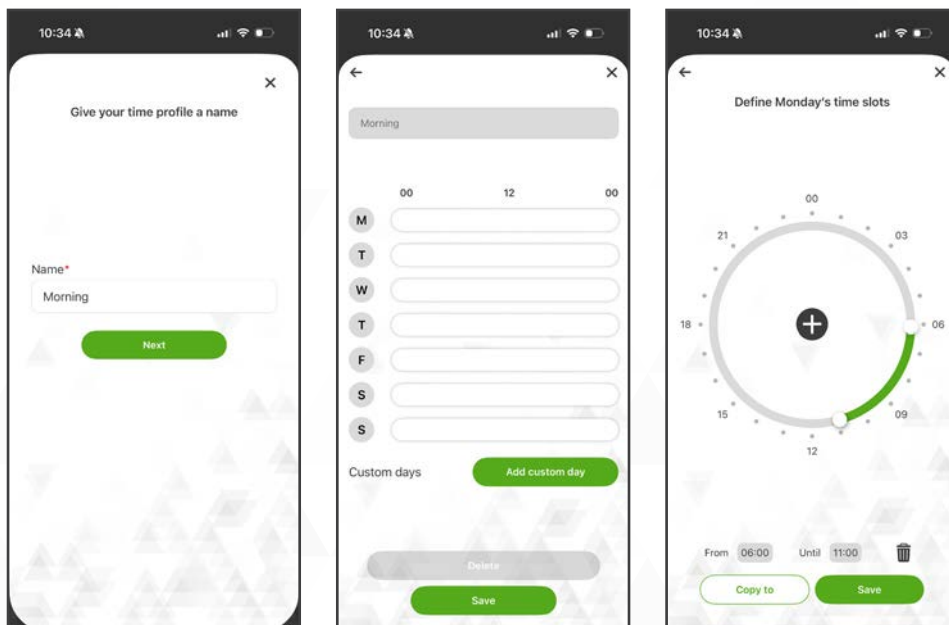 10:34
Give your time profile a name
Name*
Morning
Next
10:34
Morning
00 12 00
M
T
W
T
F
S
S
Custom days Add custom day
Delete
Save
10:34
Define Monday's time slots
00
21 03
18 06
15 09
12
From 06:00 Until 11:00
Copy to Save